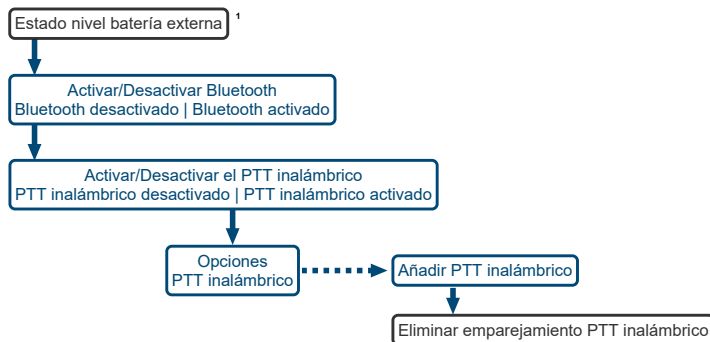 Estado nivel batería externa ¹
Activar/Desactivar Bluetooth
Bluetooth desactivado | Bluetooth activado
Activar/Desactivar el PTT inalámbrico
PTT inalámbrico desactivado | PTT inalámbrico activado
Opciones
PTT inalámbrico
Añadir PTT inalámbrico
Eliminar emparejamiento PTT inalámbrico